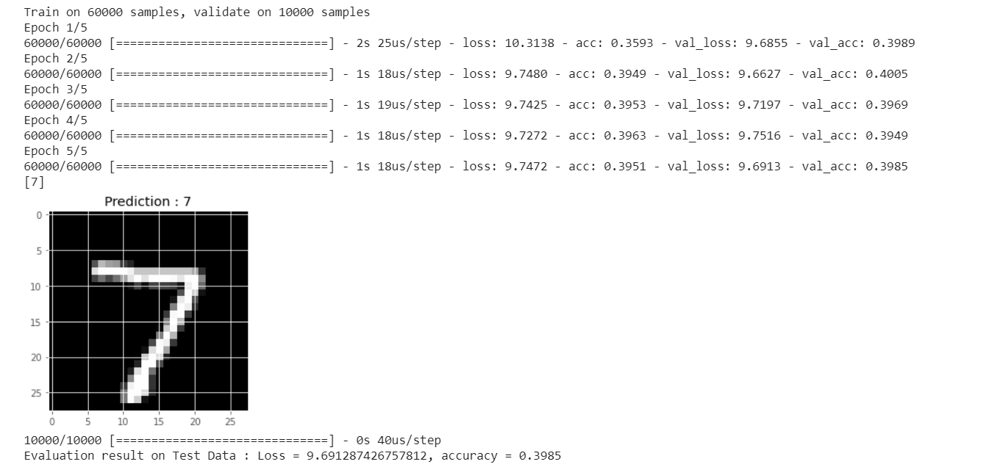 Train on 60000 samples, validate on 10000 samples
Epoch 1/5
60000/60000 [==============================] - 2s 25us/step - loss: 10.3138 - acc: 0.3593 - val_loss: 9.6855 - val_acc: 0.3989
Epoch 2/5
60000/60000 [==============================] - 1s 18us/step - loss: 9.7480 - acc: 0.3949 - val_loss: 9.6627 - val_acc: 0.4005
Epoch 3/5
60000/60000 [==============================] - 1s 19us/step - loss: 9.7425 - acc: 0.3953 - val_loss: 9.7197 - val_acc: 0.3969
Epoch 4/5
60000/60000 [==============================] - 1s 18us/step - loss: 9.7272 - acc: 0.3963 - val_loss: 9.7516 - val_acc: 0.3949
Epoch 5/5
60000/60000 [==============================] - 1s 18us/step - loss: 9.7472 - acc: 0.3951 - val_loss: 9.6913 - val_acc: 0.3985
[7]
Prediction : 7
0
5
10
15
20
25
7
0 5 10 15 20 25
10000/10000 [==============================] - 0s 40us/step
Evaluation result on Test Data : Loss = 9.691287426757812, accuracy = 0.3985